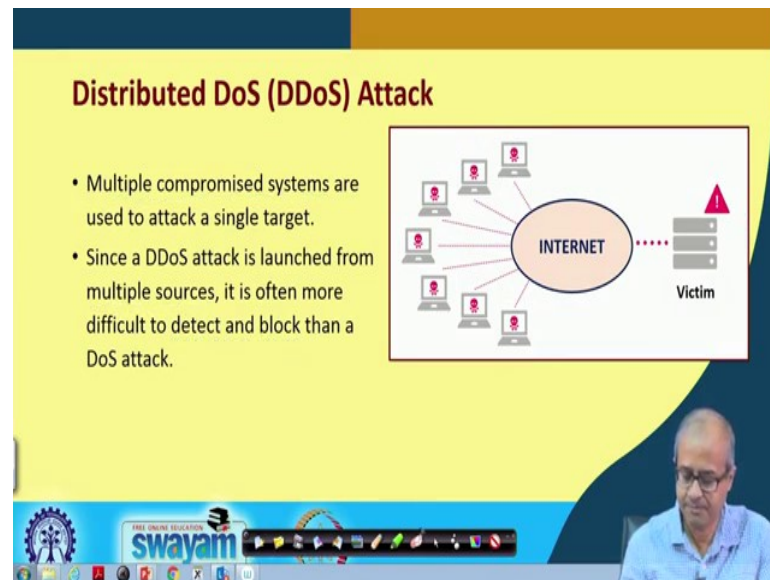 Distributed DoS (DDoS) Attack
• Multiple compromised systems are
used to attack a single target.
• Since a DDoS attack is launched from
multiple sources, it is often more
difficult to detect and block than a
DoS attack.
INTERNET
!
Victim
FREE ONLINE EDUCATION
swayam